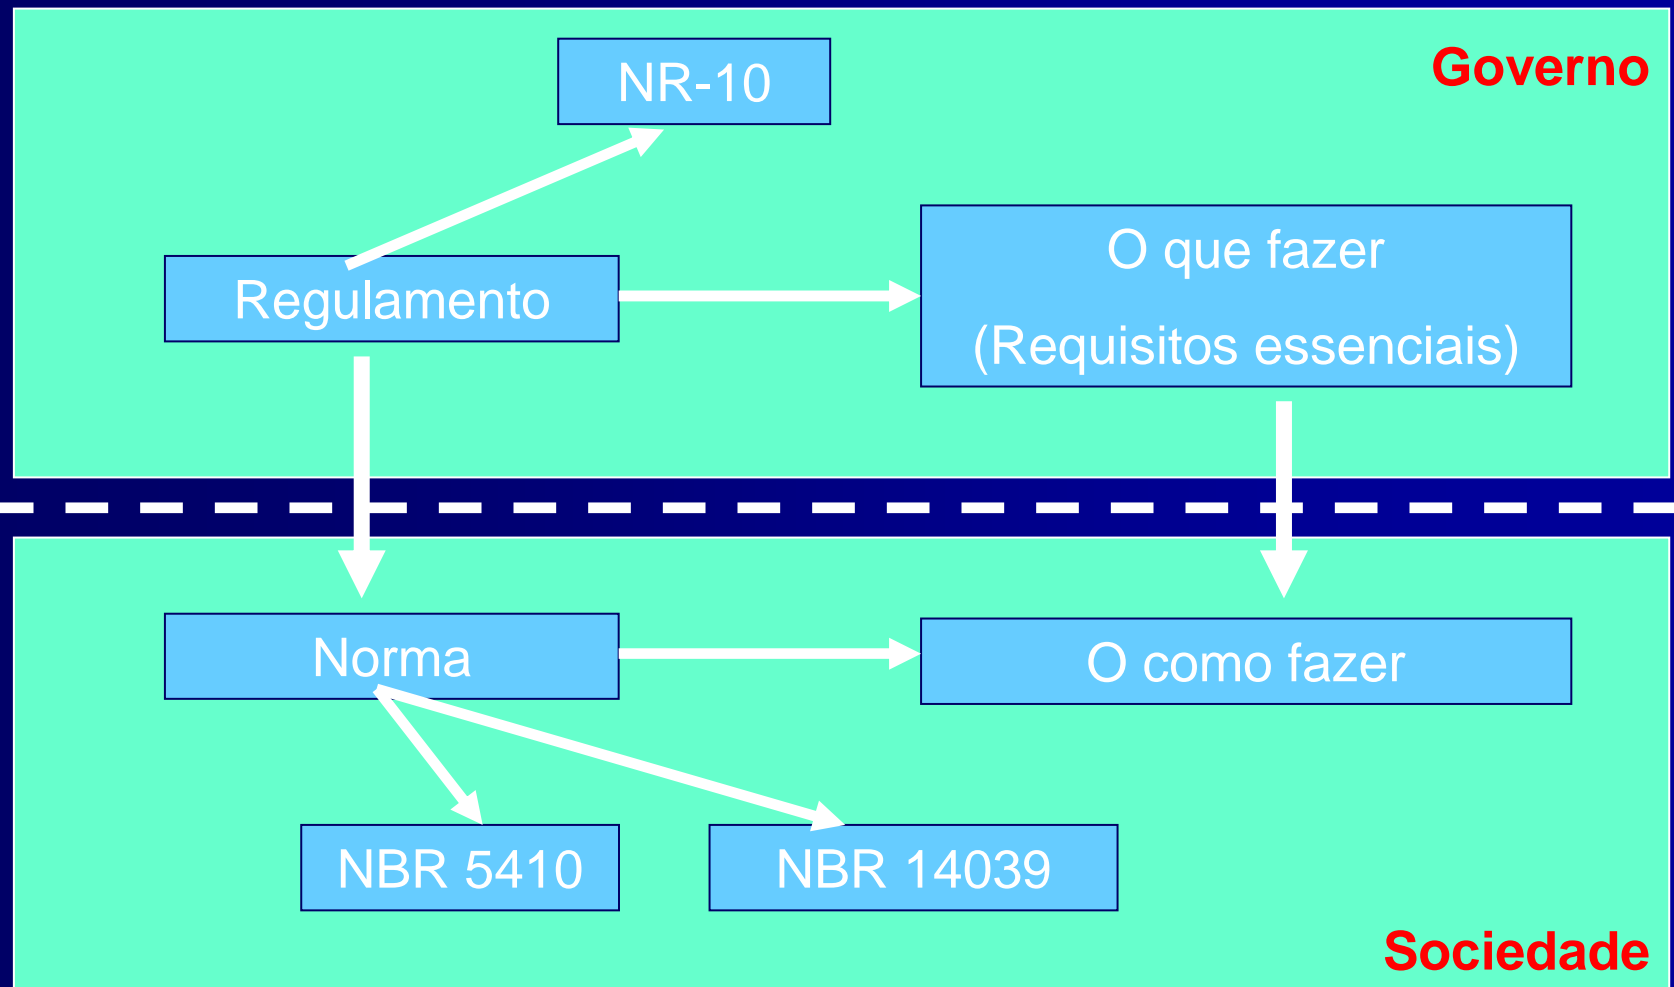 Governo
NR-10
Regulamento
O que fazer
(Requisitos essenciais)
Norma
O como fazer
NBR 5410
NBR 14039
Sociedade